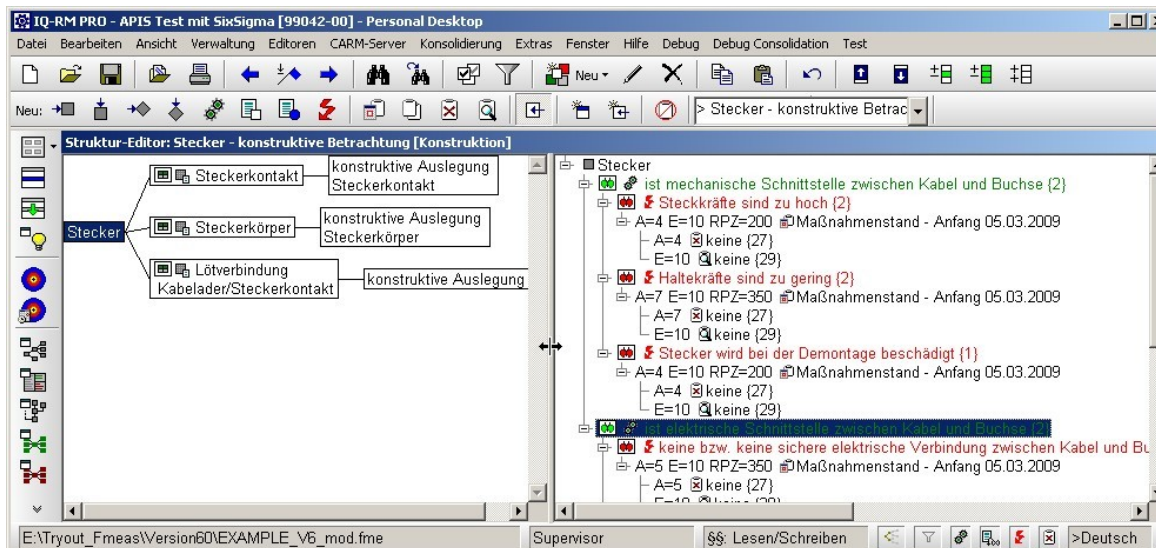 IQ-RM PRO - APIS Test mit SixSigma [99042-00] - Personal Desktop
Datei Bearbeiten Ansicht Verwaltung Editoren CARM-Server Konsolidierung Extras Fenster Hilfe Debug Debug Consolidation Test
Neu
Neu: > Stecker - konstruktive Betrac
Struktur-Editor: Stecker - konstruktive Betrachtung [Konstruktion]
Stecker
Steckerkontakt
konstruktive Auslegung
Steckerkontakt
Steckerkörper
konstruktive Auslegung
Steckerkörper
Lötverbindung
Kabelader/Steckerkontakt
konstruktive Auslegung
Stecker
ist mechanische Schnittstelle zwischen Kabel und Buchse {2}
Steckkräfte sind zu hoch {2}
A=4 E=10 RPZ=200 Maßnahmenstand - Anfang 05.03.2009
A=4 keine {27}
E=10 keine {29}
Haltekräfte sind zu gering {2}
A=7 E=10 RPZ=350 Maßnahmenstand - Anfang 05.03.2009
A=7 keine {27}
E=10 keine {29}
Stecker wird bei der Demontage beschädigt {1}
A=4 E=10 RPZ=200 Maßnahmenstand - Anfang 05.03.2009
A=4 keine {27}
E=10 keine {29}
ist elektrische Schnittstelle zwischen Kabel und Buchse {2}
keine bzw. keine sichere elektrische Verbindung zwischen Kabel und Bu
A=5 E=10 RPZ=350 Maßnahmenstand - Anfang 05.03.2009
A=5 keine {27}
E=10 keine {29}
E:\Tryout_Fmeas\Version60\EXAMPLE_V6_mod.fme Supervisor §§: Lesen/Schreiben >Deutsch